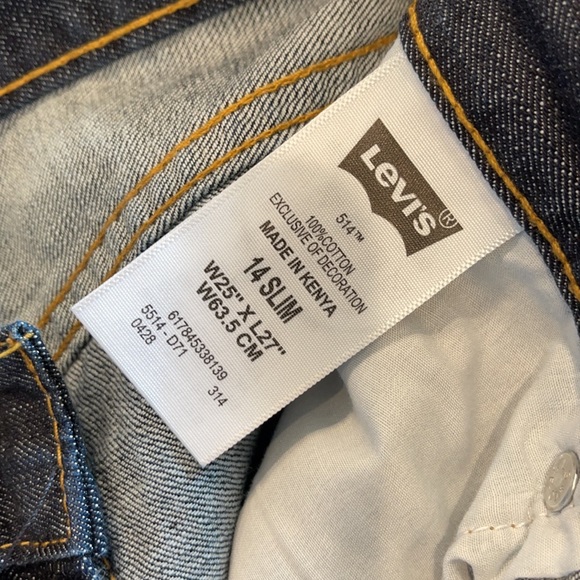 Levi's®
514™
100%COTTON
EXCLUSIVE OF DECORATION
MADE IN KENYA
14 SLIM
W25" X L27"
W63.5 CM
617845338139
5514 - D71
0428
314